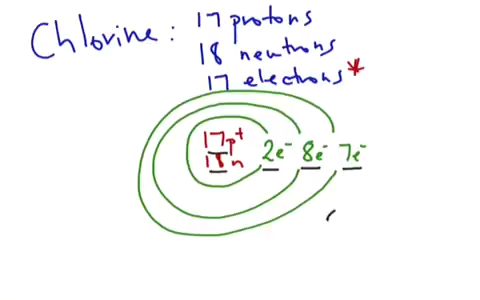 Chlorine: 17 protons
18 neutrons
17 electrons*
17p⁺
18n 2e⁻ 8e⁻ 7e⁻